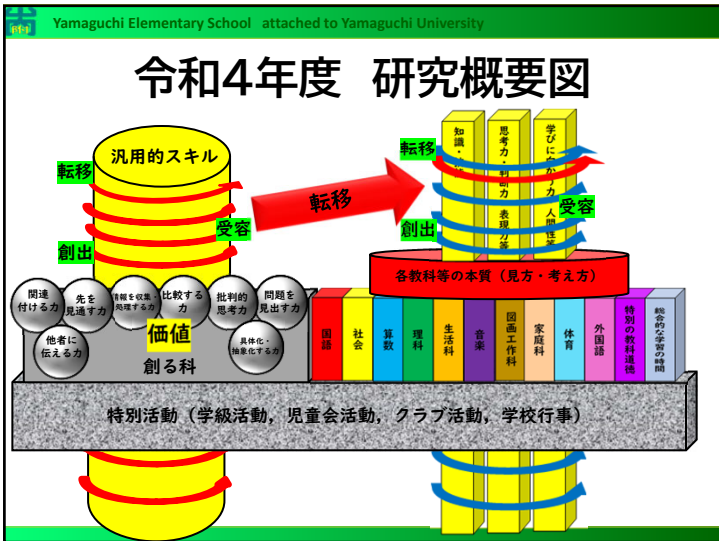 Yamaguchi Elementary School attached to Yamaguchi University
令和4年度 研究概要図
汎用的スキル
転移
受容
創出
転移
知識・
思考力・判断力 表現力等
学びに向かう力 人間性等
転移
受容
創出
各教科等の本質（見方・考え方）
関連
付ける力
先を
見通す力
情報を収集・
処理する力
比較する
力
批判的
思考力
問題を
見出す力
他者に
伝える力
価値
具体化・
抽象化する力
創る科
国語
社会
算数
理科
生活科
音楽
図画工作科
家庭科
体育
外国語
特別の教科道徳
総合的な学習の時間
特別活動（学級活動，児童会活動，クラブ活動，学校行事）